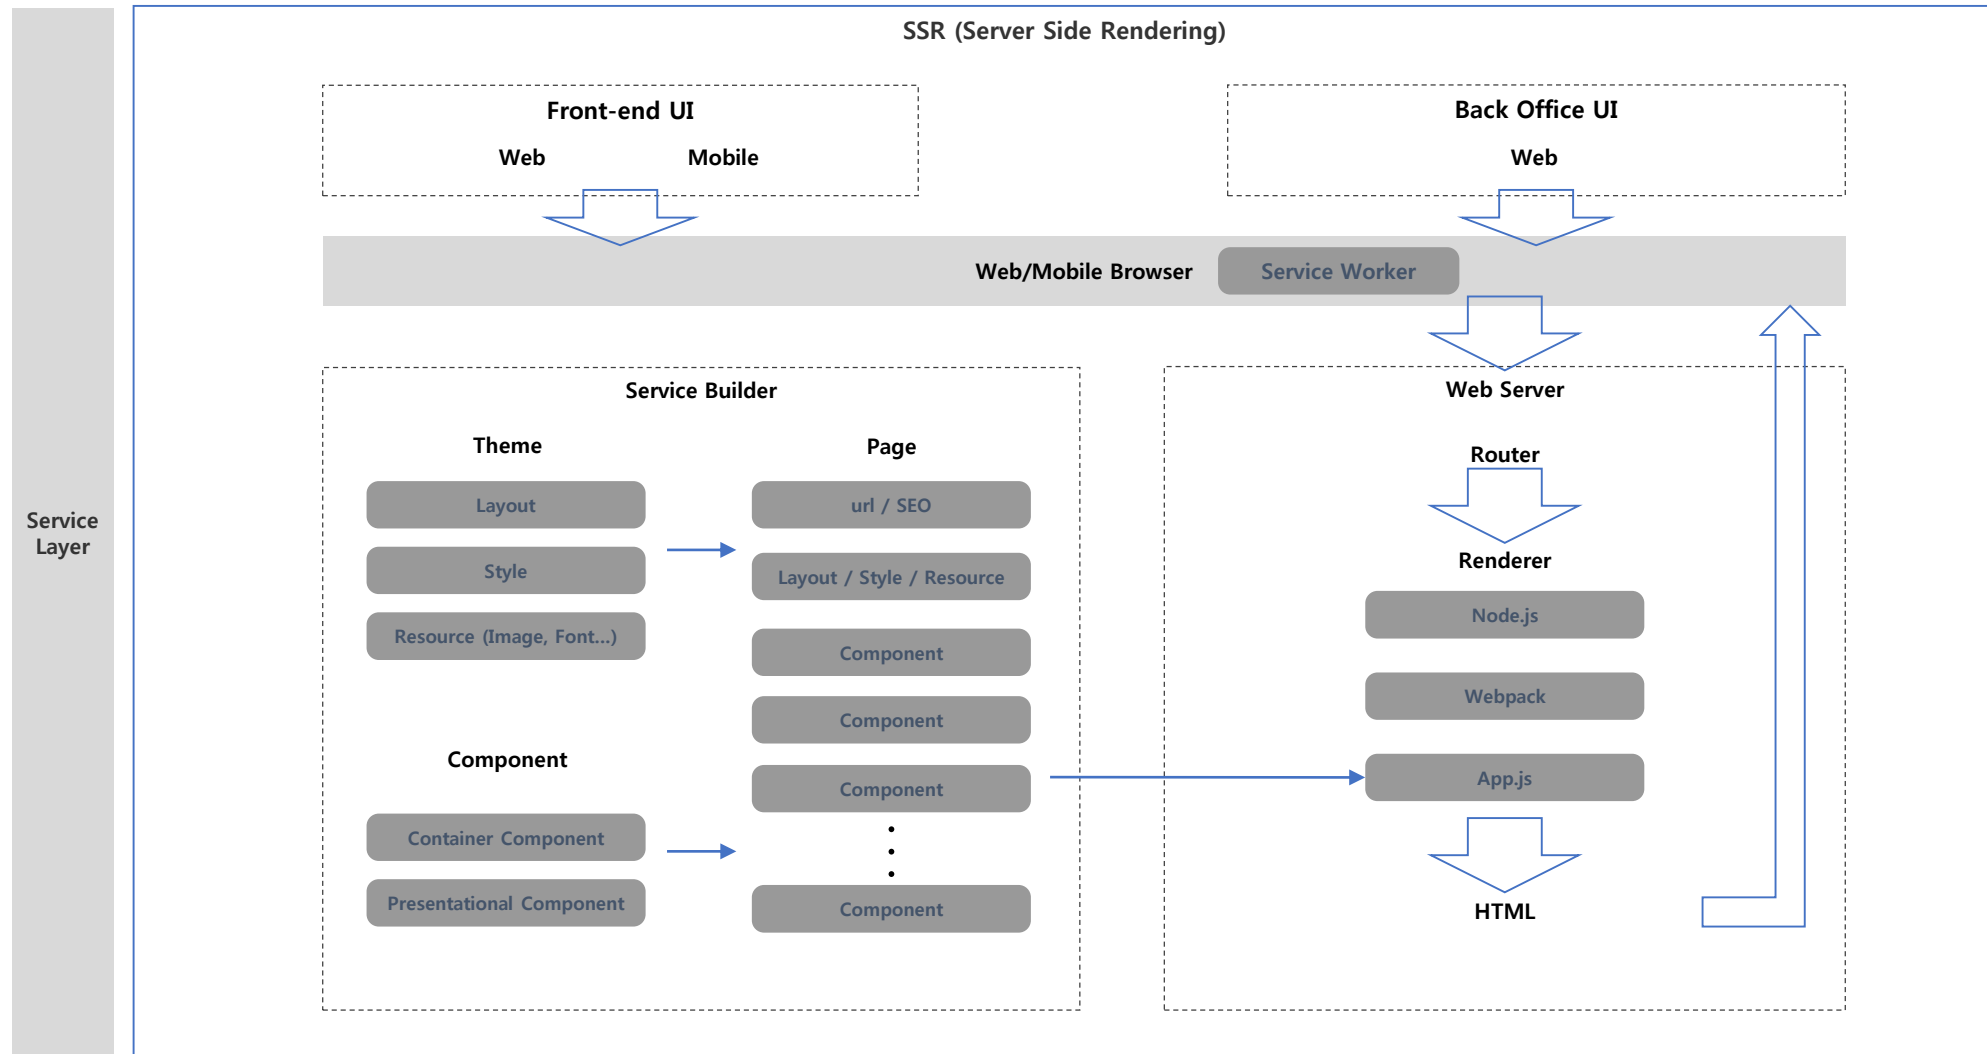 SSR (Server Side Rendering)
Service
Layer
Front-end UI
Web
Mobile
Back Office UI
Web
Web/Mobile Browser
Service Worker
Service Builder
Theme
Layout
Style
Resource (Image, Font...)
Component
Container Component
Presentational Component
Page
url / SEO
Layout / Style / Resource
Component
Component
Component
Component
Web Server
Router
Renderer
Node.js
Webpack
App.js
HTML